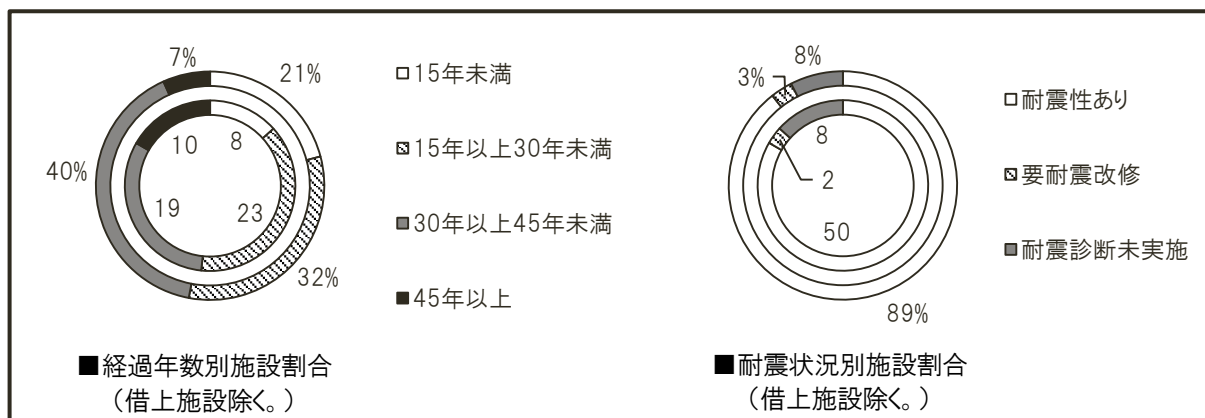 7%
21%
10
8
40%
19
23
32%
□15年未満
15年以上30年未満
■30年以上45年未満
■45年以上
■経過年数別施設割合
（借上施設除く。）
8%
3%
8
2
50
89%
□耐震性あり
要耐震改修
■耐震診断未実施
■耐震状況別施設割合
（借上施設除く。）